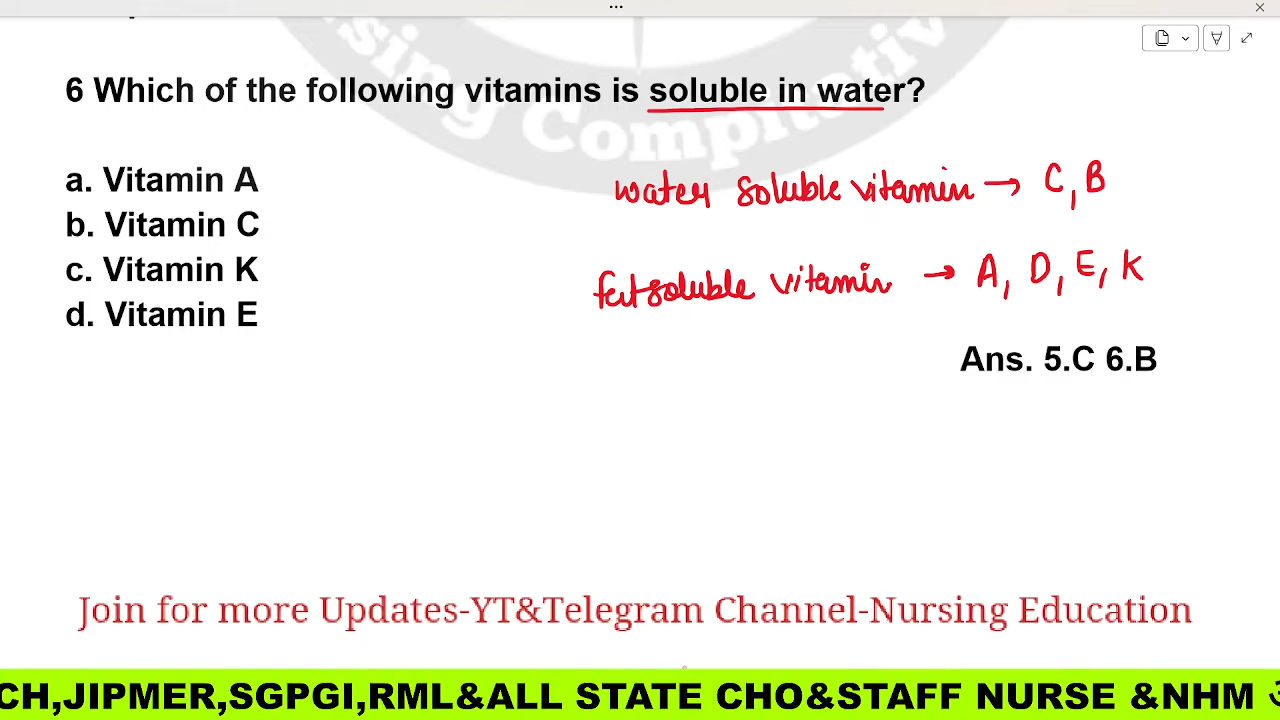 6 Which of the following vitamins is soluble in water?
a. Vitamin A
b. Vitamin C
c. Vitamin K
d. Vitamin E
water soluble vitamin → C, B
fat soluble vitamin → A, D, E, K
Ans. 5.C 6.B
Join for more Updates-YT&Telegram Channel-Nursing Education
CH,JIPMER,SGPGI,RML&ALL STATE CHO&STAFF NURSE &NHM